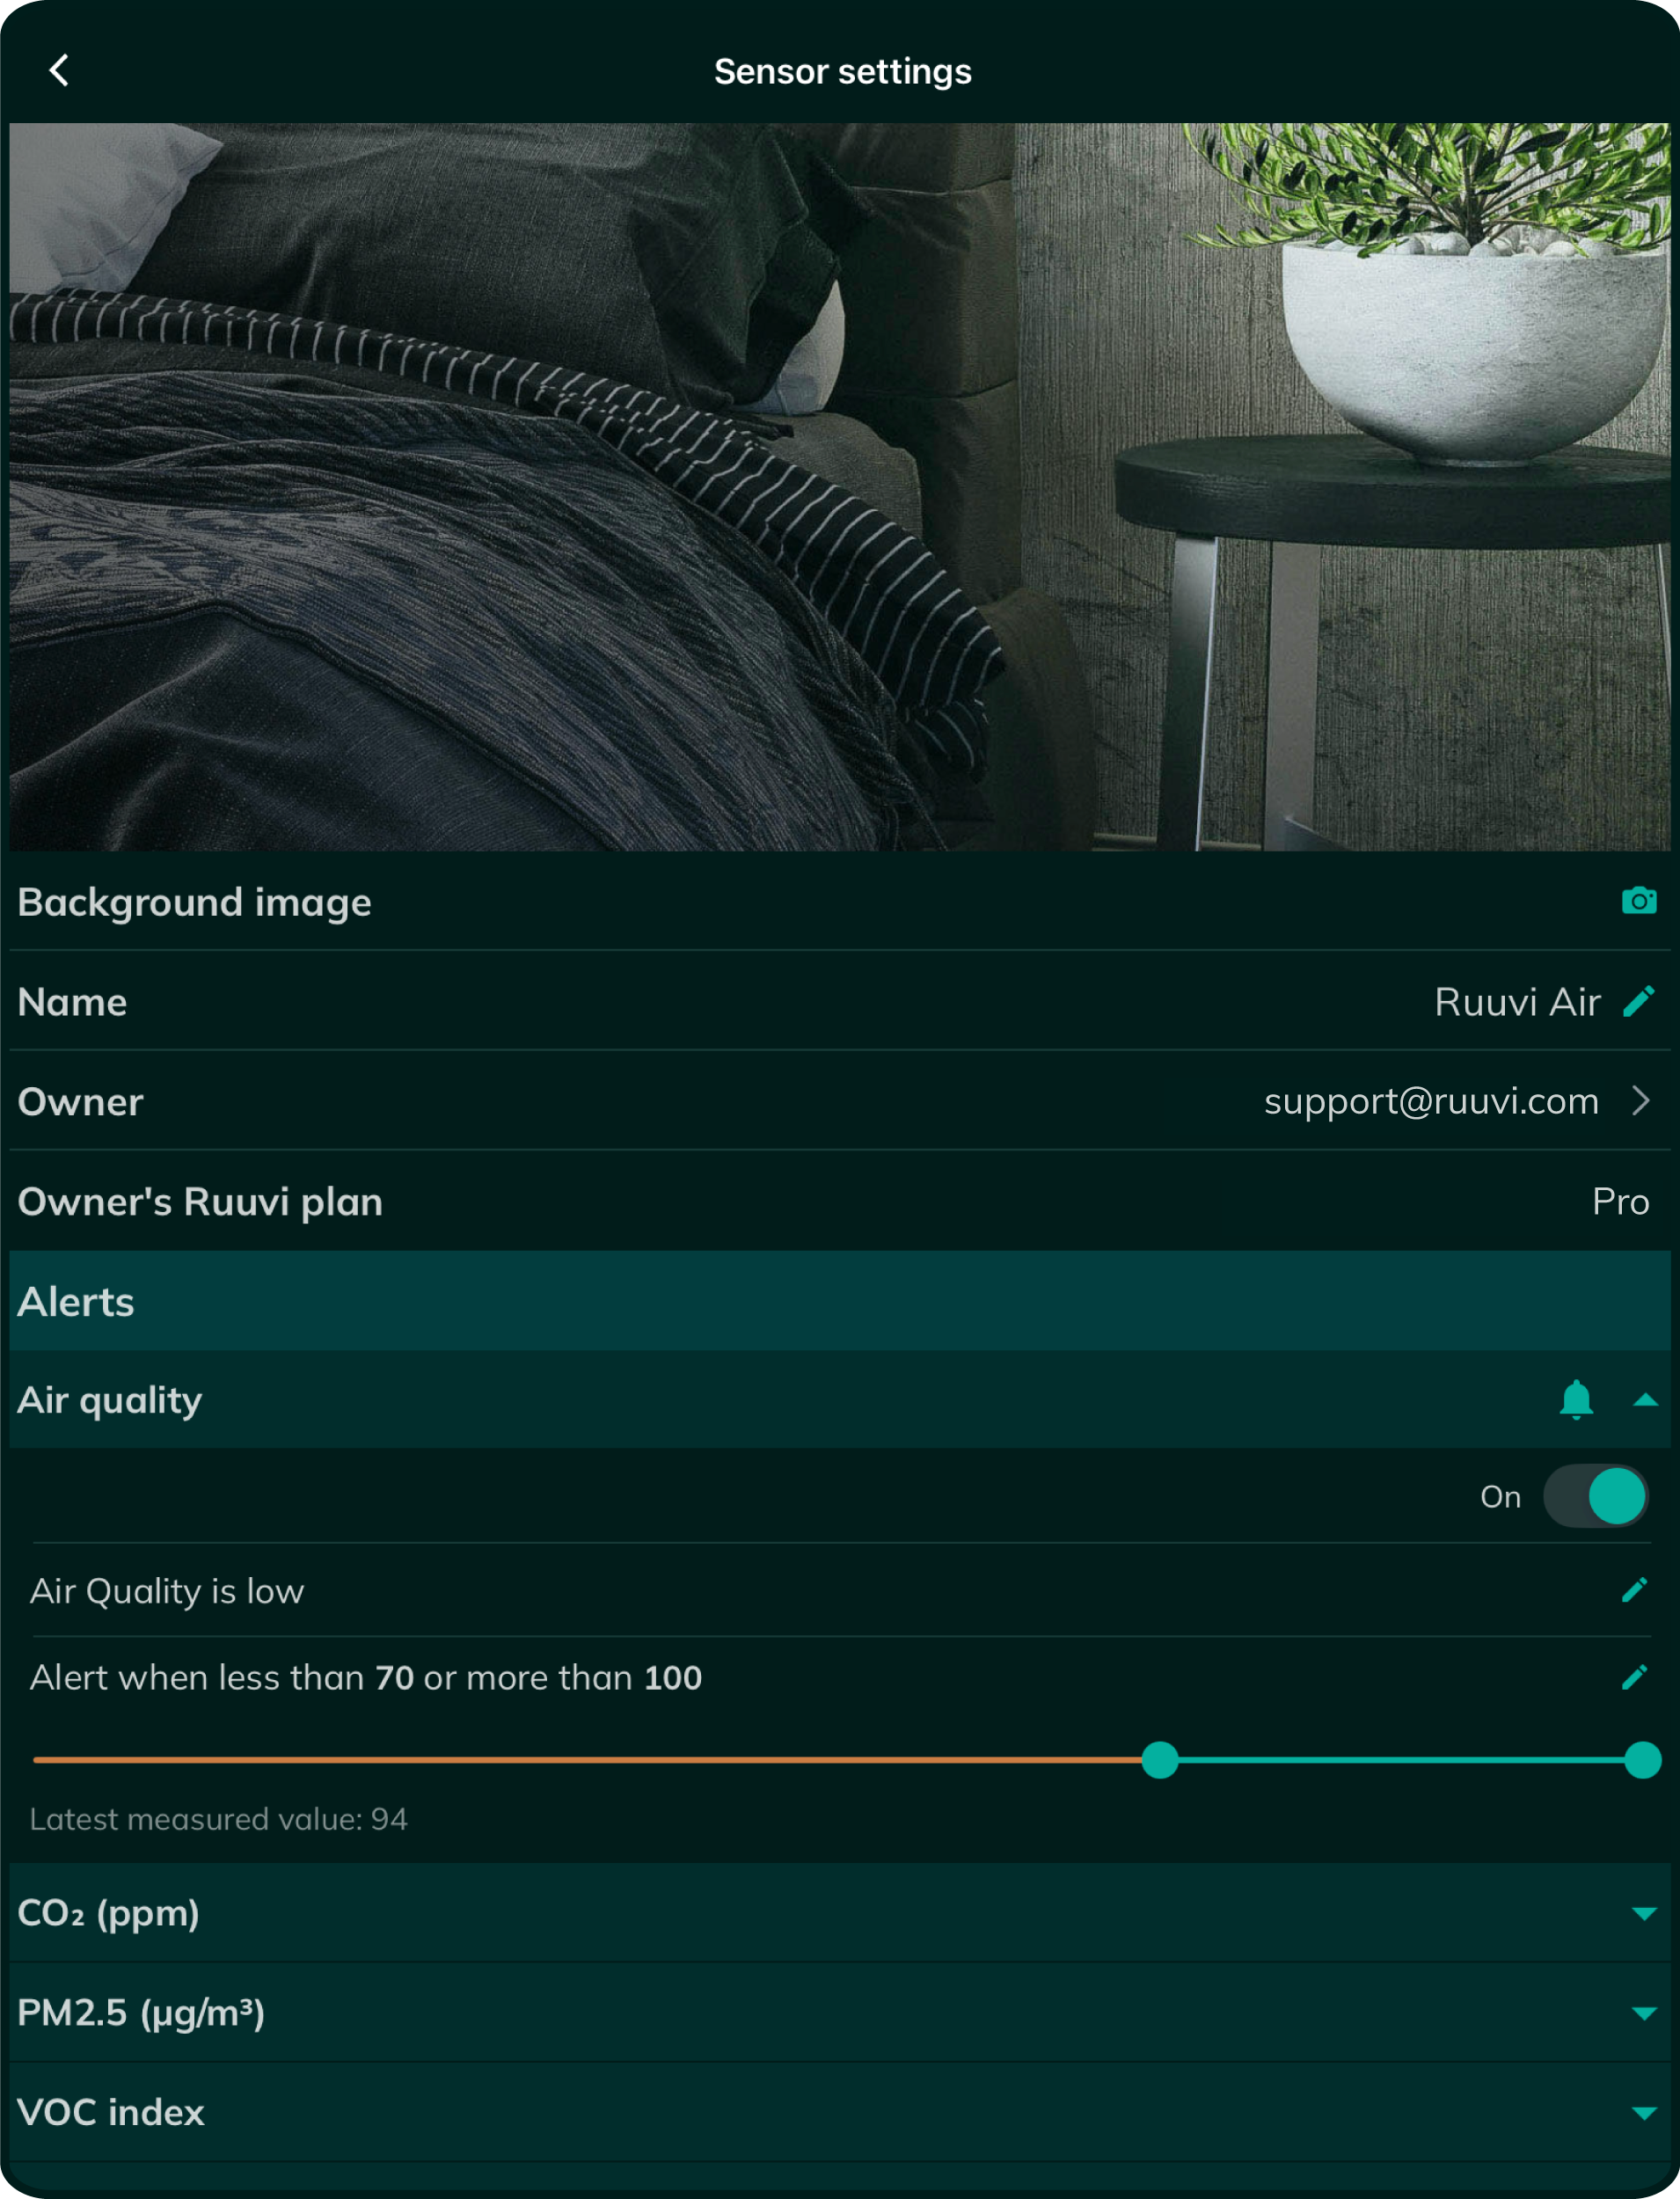 Sensor settings
Background image
Name
Ruuvi Air
Owner
support@ruuvi.com
Owner's Ruuvi plan
Pro
Alerts
Air quality
On
Air Quality is low
Alert when less than 70 or more than 100
Latest measured value: 94
CO₂ (ppm)
PM2.5 (µg/m³)
VOC index